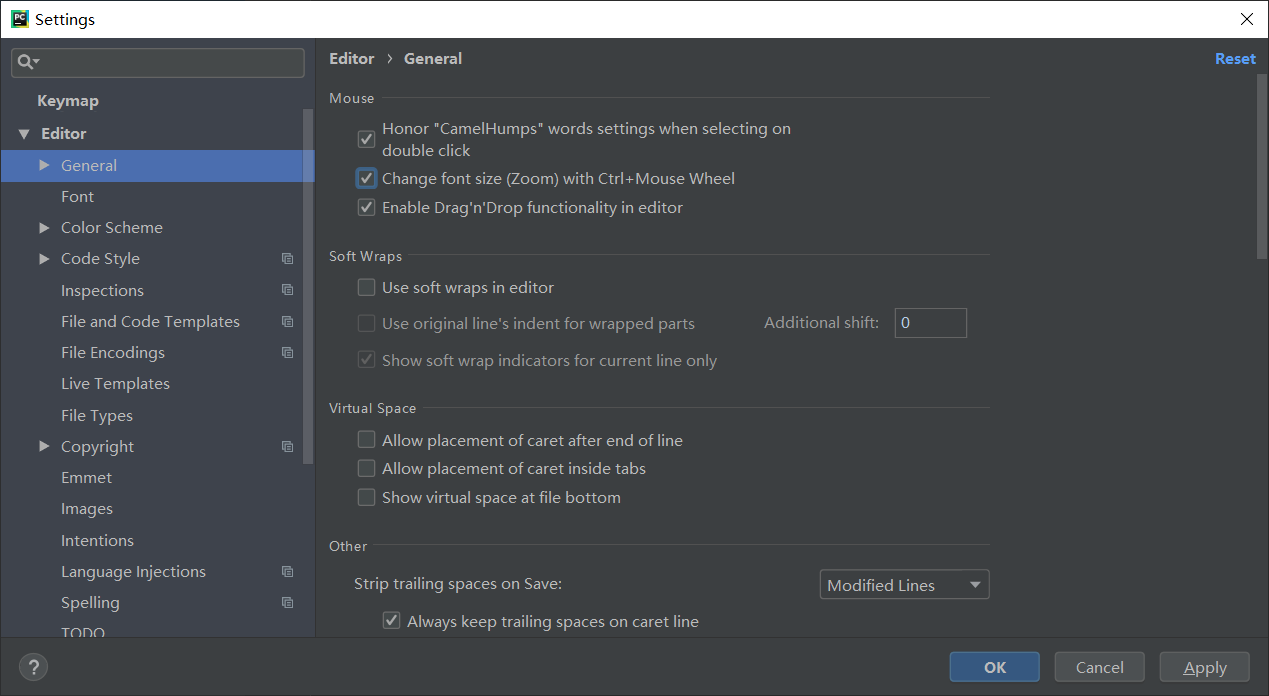 PC Settings
Keymap
Editor
General
Font
Color Scheme
Code Style
Inspections
File and Code Templates
File Encodings
Live Templates
File Types
Copyright
Emmet
Images
Intentions
Language Injections
Spelling
TODO
?
Editor › General
Reset
Mouse
Honor "CamelHumps" words settings when selecting on
double click
Change font size (Zoom) with Ctrl+Mouse Wheel
Enable Drag'n'Drop functionality in editor
Soft Wraps
Use soft wraps in editor
Use original line's indent for wrapped parts Additional shift: 0
Show soft wrap indicators for current line only
Virtual Space
Allow placement of caret after end of line
Allow placement of caret inside tabs
Show virtual space at file bottom
Other
Strip trailing spaces on Save: Modified Lines
Always keep trailing spaces on caret line
OK Cancel Apply